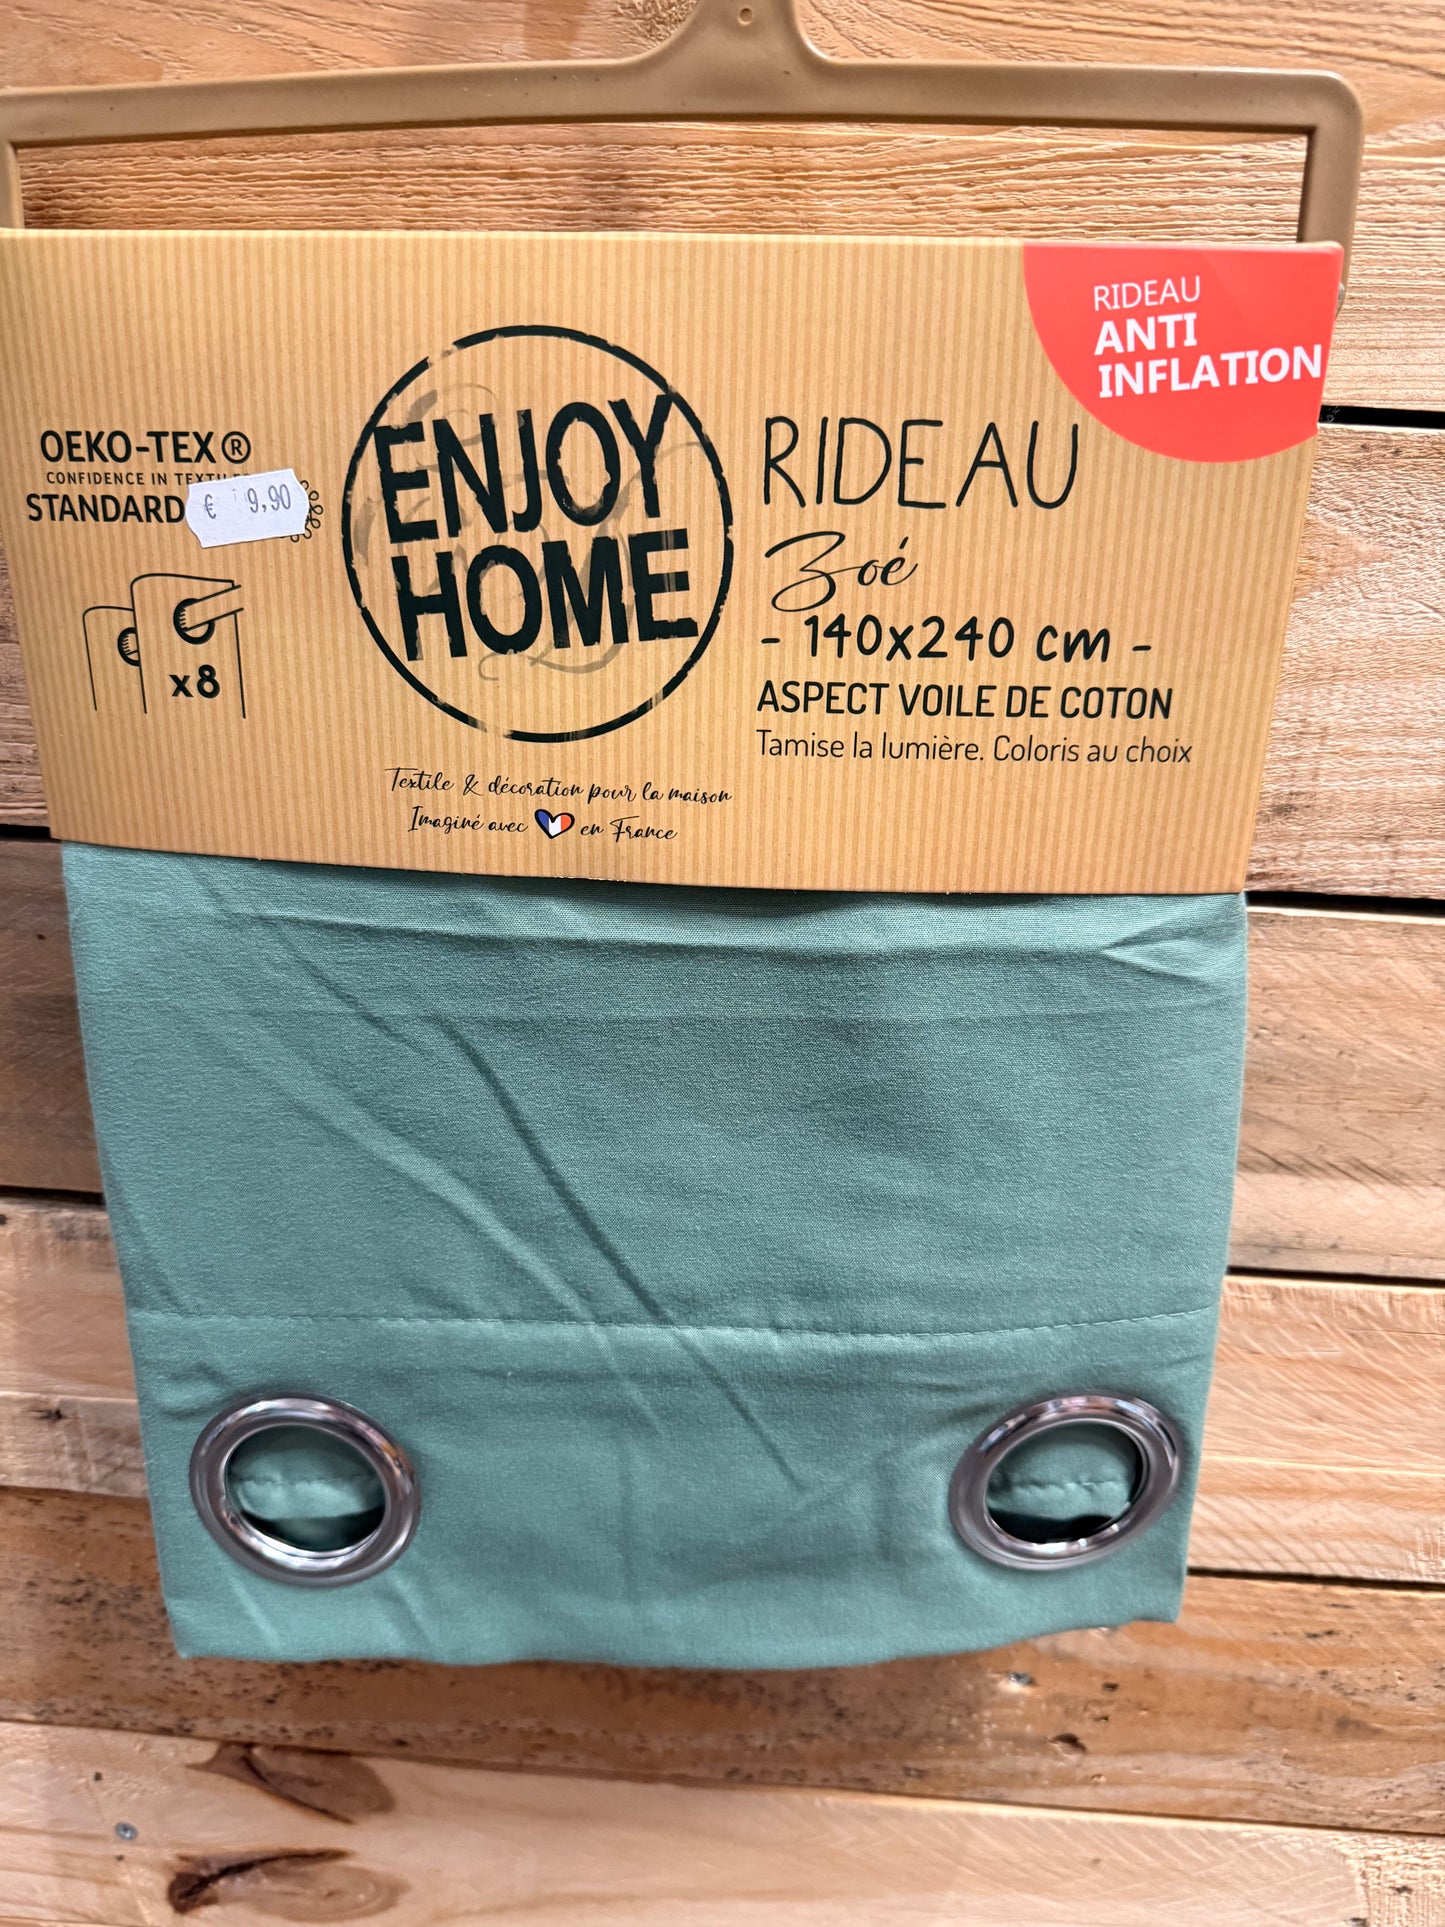 RIDEAU
ANTI
INFLATION
OEKO-TEX®
CONFIDENCE IN
STANDARD
€ 9,90
x8
ENJOY
HOME
RIDEAU
Zoé
- 140x240 cm -
ASPECT VOILE DE COTON
Tamise la lumière. Coloris au choix
Textile & décoration pour la maison
Imaginé avec en France